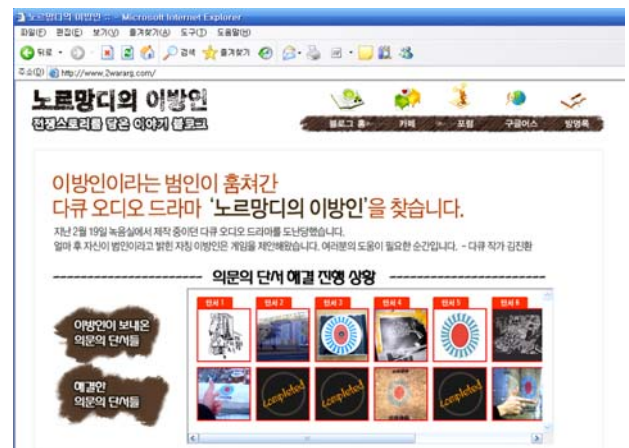 노르망디의 이방인 :: - Microsoft Internet Explorer
파일(F) 편집(E) 보기(V) 즐겨찾기(A) 도구(T) 도움말(H)
뒤로 검색 즐겨찾기
주소(D) http://www.2wararg.com/
노르망디의 이방인
전쟁스토리를 담은 이야기 블로그
블로그 홈 카페 포럼 구글어스 방명록
이방인이라는 범인이 훔쳐간
다큐 오디오 드라마 '노르망디의 이방인'을 찾습니다.
지난 2월 19일 녹음실에서 제작 중이던 다큐 오디오 드라마를 도난당했습니다.
얼마 후 자신이 범인이라고 밝힌 자칭 이방인은 게임을 제안해왔습니다. 여러분의 도움이 필요한 순간입니다. - 다큐 작가 김진환
의문의 단서 해결 진행 상황
단서 1 단서 2 단서 3 단서 4 단서 5 단서 6
이방인이 보내온
의문의 단서들
completed completed completed
해결한
의문의 단서들